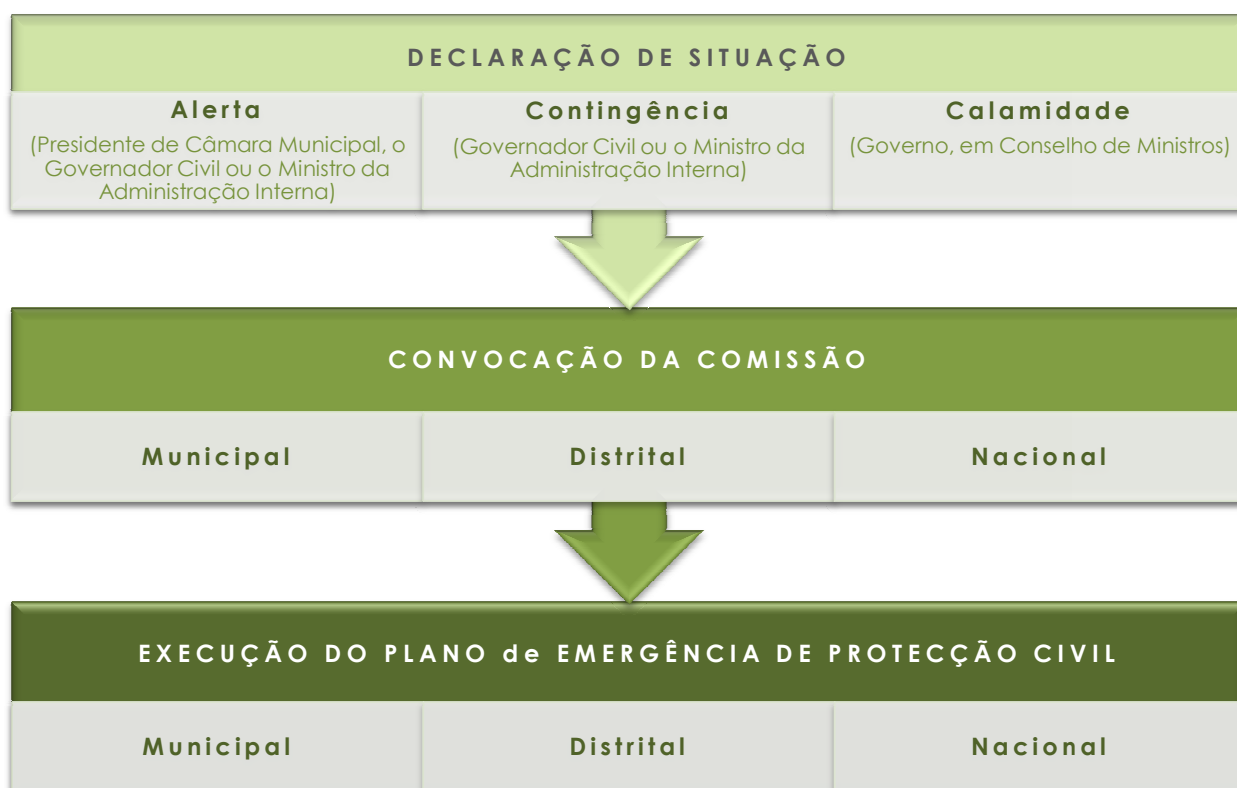 DECLARAÇÃO DE SITUAÇÃO
Alerta
(Presidente de Câmara Municipal, o
Governador Civil ou o Ministro da
Administração Interna)
Contingência
(Governador Civil ou o Ministro da
Administração Interna)
Calamidade
(Governo, em Conselho de Ministros)
CONVOCAÇÃO DA COMISSÃO
Municipal
Distrital
Nacional
EXECUÇÃO DO PLANO de EMERGÊNCIA DE PROTECÇÃO CIVIL
Municipal
Distrital
Nacional